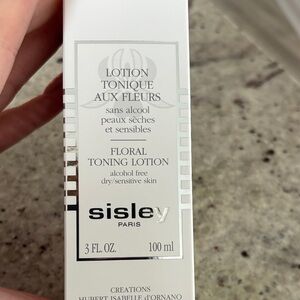 LOTION
TONIQUE
AUX FLEURS
sans alcool
peaux sèches
et sensibles
FLORAL
TONING LOTION
alcohol free
dry/sensitive skin
sisley
PARIS
3 FL. OZ. 100 ml
CREATIONS
HUBERT ISABELLE d'ORNANO